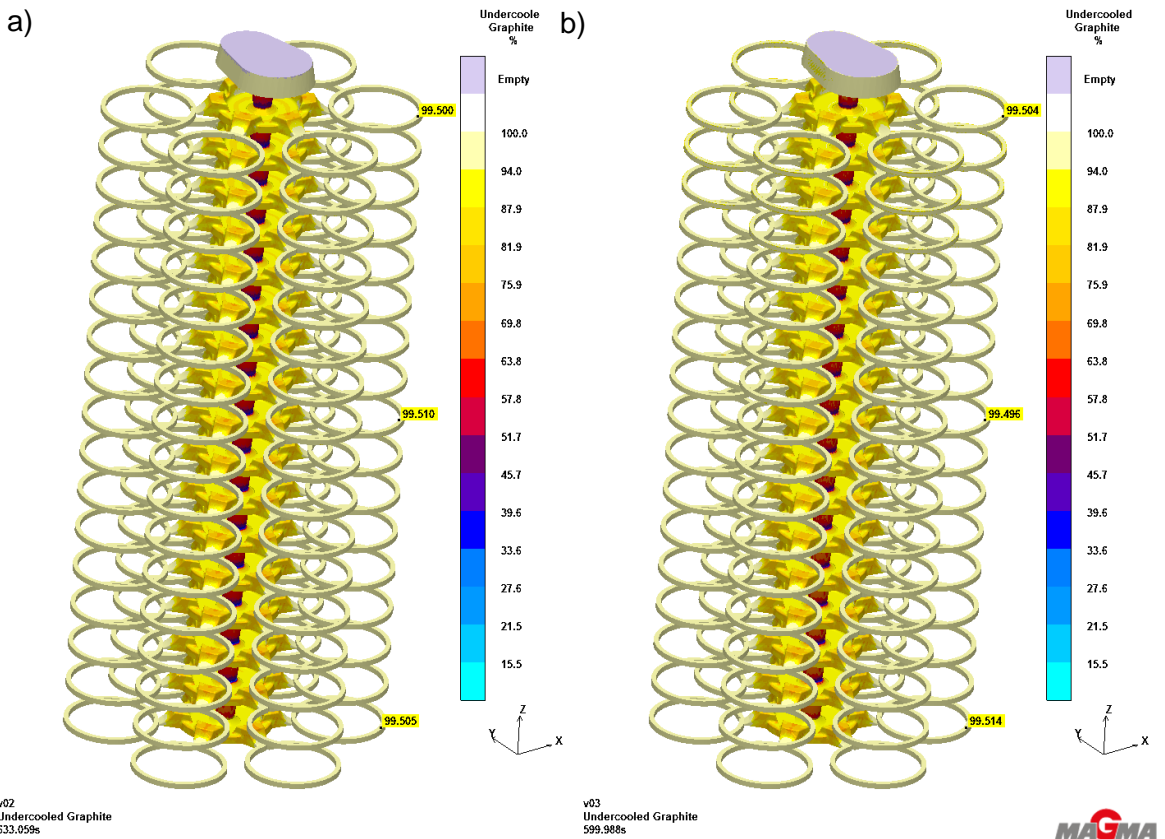 a)
Undercoole
Graphite
%
Empty
100.0
94.0
87.9
81.9
75.9
69.8
63.8
57.8
51.7
45.7
39.6
33.6
27.6
21.5
15.5
99.500
99.510
99.505
Z
Y
X
v02
Undercooled Graphite
633.059s
b)
Undercooled
Graphite
%
Empty
100.0
94.0
87.9
81.9
75.9
69.8
63.8
57.8
51.7
45.7
39.6
33.6
27.6
21.5
15.5
99.504
99.496
99.514
Z
Y
X
v03
Undercooled Graphite
599.988s
MAGMA